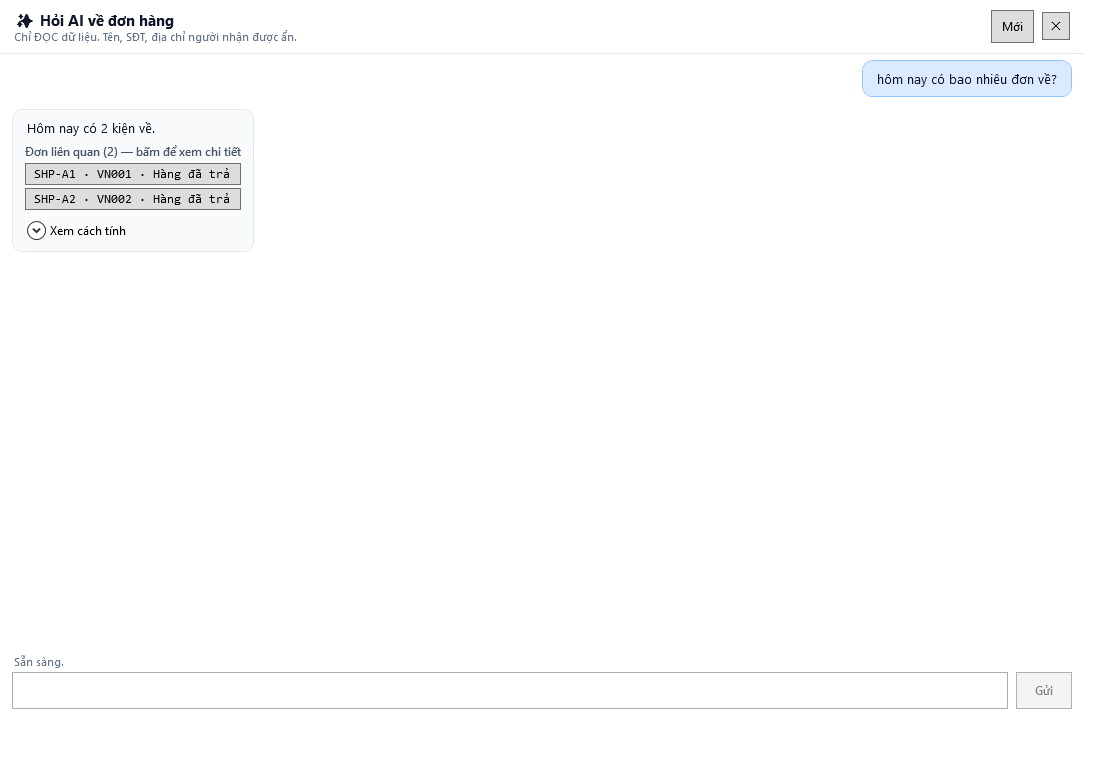 Hỏi AI về đơn hàng
Chỉ ĐỌC dữ liệu. Tên, SĐT, địa chỉ người nhận được ẩn.
Mới
hôm nay có bao nhiêu đơn về?
Hôm nay có 2 kiện về.
Đơn liên quan (2) — bấm để xem chi tiết
SHP-A1 · VN001 · Hàng đã trả
SHP-A2 · VN002 · Hàng đã trả
Xem cách tính
Sẵn sàng.
Gửi